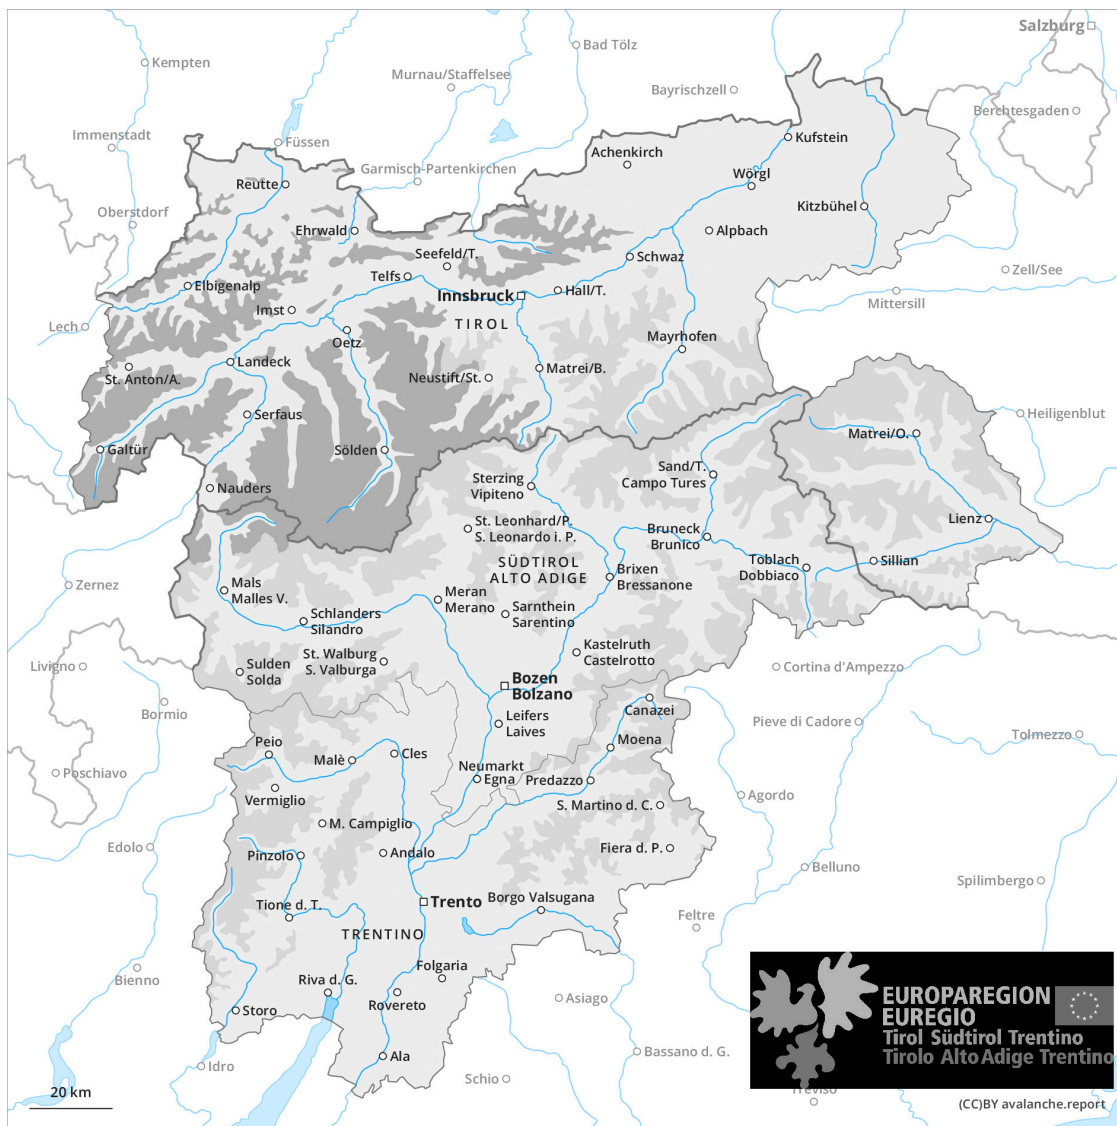 Salzburg
Bad Tölz
Kempten
Murnau/Staffelsee
Bayrischzell
Berchtesgaden
Immenstadt
Füssen
Kufstein
Achenkirch
Garmisch-Partenkirchen
Wörgl
Reutte
Kitzbühel
Oberstdorf
Ehrwald
Alpbach
Seefeld/T.
Schwaz
Zell/See
Telfs
Elbigenalp
Innsbruck
Hall/T.
Mittersill
Imst
TIROL
Lech
Oetz
Mayrhofen
Landeck
Matrei/B.
St. Anton/A.
Neustift/St.
Serfaus
Heiligenblut
Matrei/O.
Galtür
Sölden
Sand/T.
Campo Tures
Sterzing
Vipiteno
Nauders
Lienz
St. Leonhard/P.
S. Leonardo i. P.
Bruneck
Brunico
SÜDTIROL
ALTO ADIGE
Toblach
Dobbiaco
Sillian
Brixen
Bressanone
Zernez
Mals
Malles V.
Meran
Merano
Schlanders
Silandro
Sarnthein
Sarentino
Kastelruth
Castelrotto
St. Walburg
S. Valburga
Livigno
Sulden
Solda
Cortina d'Ampezzo
Bozen
Bolzano
Canazei
Bormio
Leifers
Laives
Pieve di Cadore
Tolmezzo
Peio
Moena
Cles
Malè
Poschiavo
Neumarkt
Egna
Predazzo
Vermiglio
Agordo
S. Martino d. C.
M. Campiglio
Edolo
Pinzolo
Andalo
Fiera d. P.
Belluno
Spilimbergo
Trento
Borgo Valsugana
Tione d. T.
Feltre
TRENTINO
Bienno
Folgaria
Riva d. G.
Rovereto
Asiago
Storo
EUROPAREGION
EUREGIO
Tirol Südtirol Trentino
Tirolo Alto Adige Trentino
Ala
Bassano d. G.
Idro
Schio
Treviso
20 km
(CC)BY avalanche.report